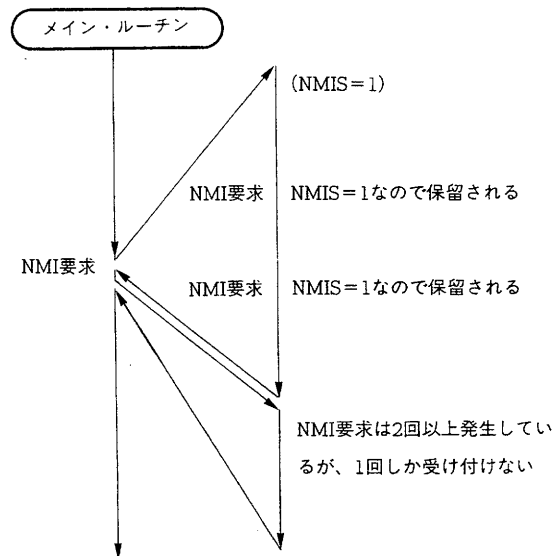 メイン・ルーチン
(NMIS=1)
NMI要求
NMIS=1なので保留される
NMI要求
NMI要求
NMIS=1なので保留される
NMI要求は2回以上発生してい
るが、1回しか受け付けない